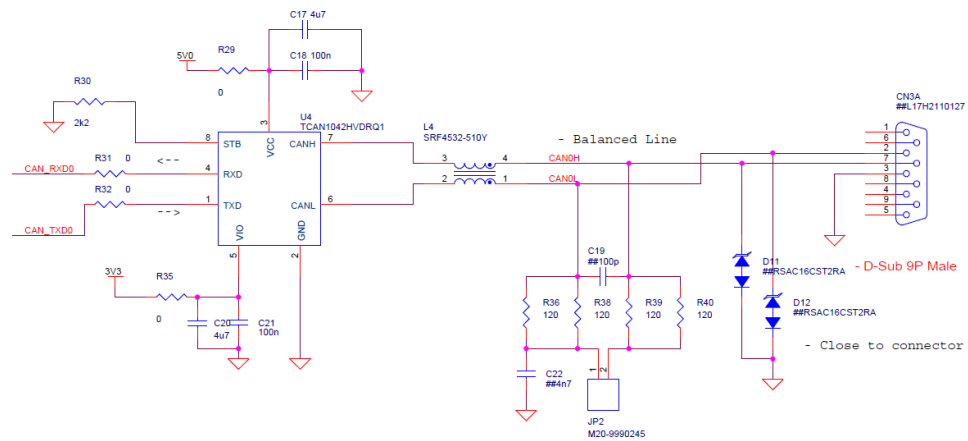 C17 4u7
R29
C18 100n
5V0
0
R30
2k2
U4
TCAN1042HVDRQ1
L4
SRF4532-510Y
CN3A
##L17H2110127
- Balanced Line
3
VCC
8
STB
CANH
7
3
4
CAN0H
R31
0
<--
CAN_RXD0
4
RXD
R32
0
2
1
CAN0L
1
TXD
CANL
6
-->
CAN_TXD0
VIO
GND
5
2
1
6
2
7
3
8
4
9
5
3V3
R35
0
C20
4u7
C21
100n
C19
##100p
R36
120
R38
120
R39
120
R40
120
D11
##RSAC16CST2RA
- D-Sub 9P Male
D12
##RSAC16CST2RA
- Close to connector
C22
##4n7
1
2
JP2
M20-9990245